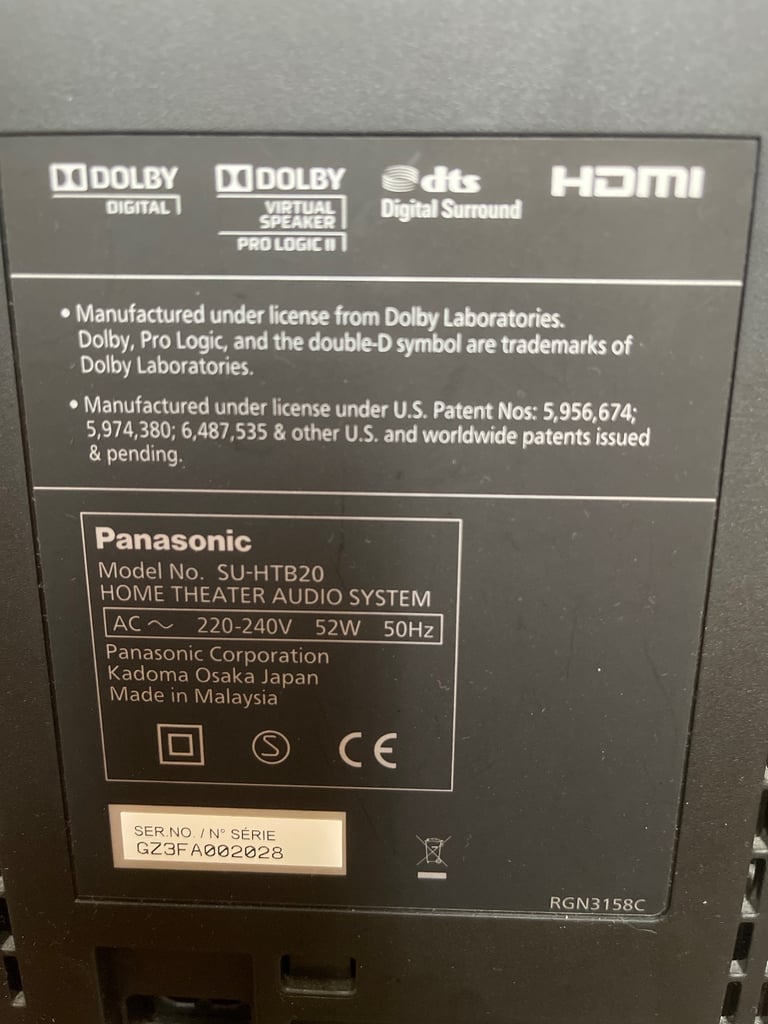 DOLBY DIGITAL
DOLBY VIRTUAL SPEAKER PRO LOGIC II
dts Digital Surround
HDMI
• Manufactured under license from Dolby Laboratories.
Dolby, Pro Logic, and the double-D symbol are trademarks of
Dolby Laboratories.
• Manufactured under license under U.S. Patent Nos: 5,956,674;
5,974,380; 6,487,535 & other U.S. and worldwide patents issued
& pending.
Panasonic
Model No. SU-HTB20
HOME THEATER AUDIO SYSTEM
AC ～ 220-240V 52W 50Hz
Panasonic Corporation
Kadoma Osaka Japan
Made in Malaysia
S CE
SER.NO. / N° SÉRIE
GZ3FA002028
RGN3158C